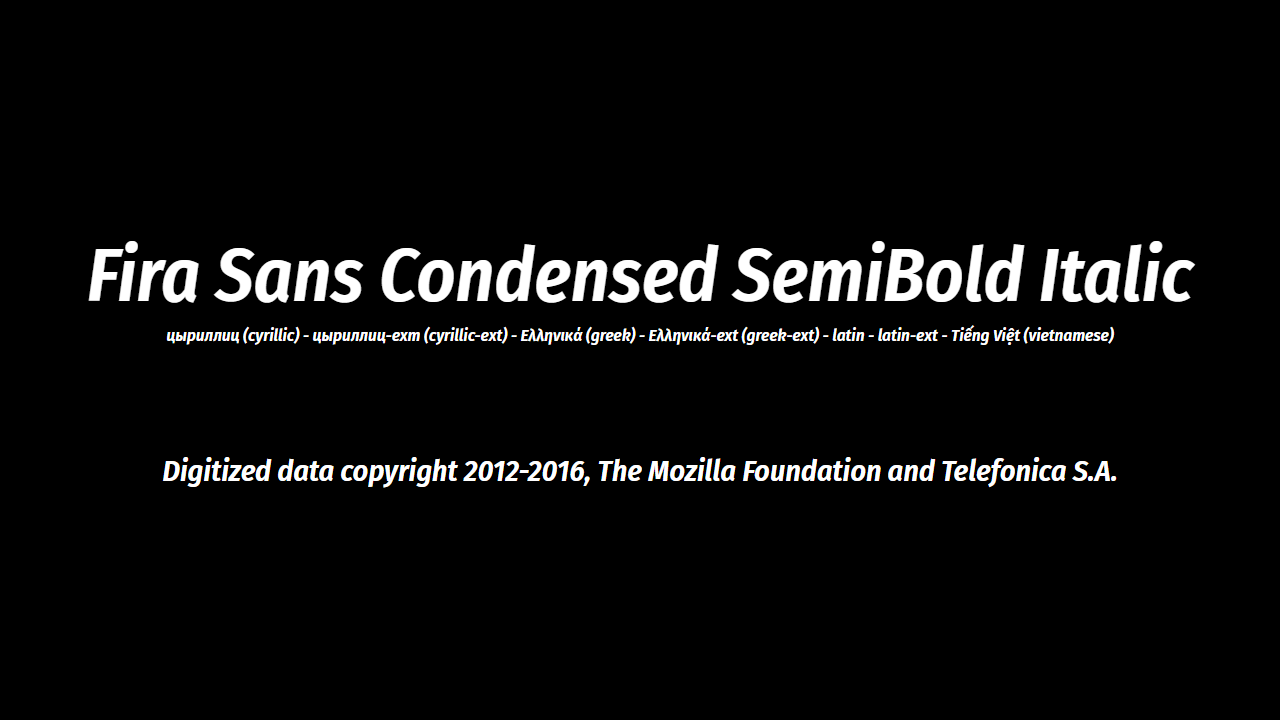 Fira Sans Condensed SemiBold Italic
цыриллиц (cyrillic) - цыриллиц-ext (cyrillic-ext) - Ελληνικά (greek) - Ελληνικά-ext (greek-ext) - latin - latin-ext - Tiếng Việt (vietnamese)
Digitized data copyright 2012-2016, The Mozilla Foundation and Telefonica S.A.